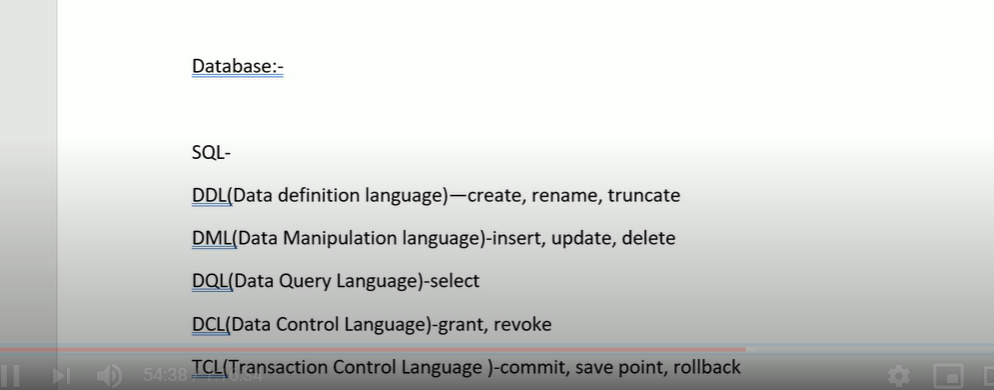 Database:-
SQL-
DDL(Data definition language)—create, rename, truncate
DML(Data Manipulation language)-insert, update, delete
DQL(Data Query Language)-select
DCL(Data Control Language)-grant, revoke
TCL(Transaction Control Language )-commit, save point, rollback
54:38